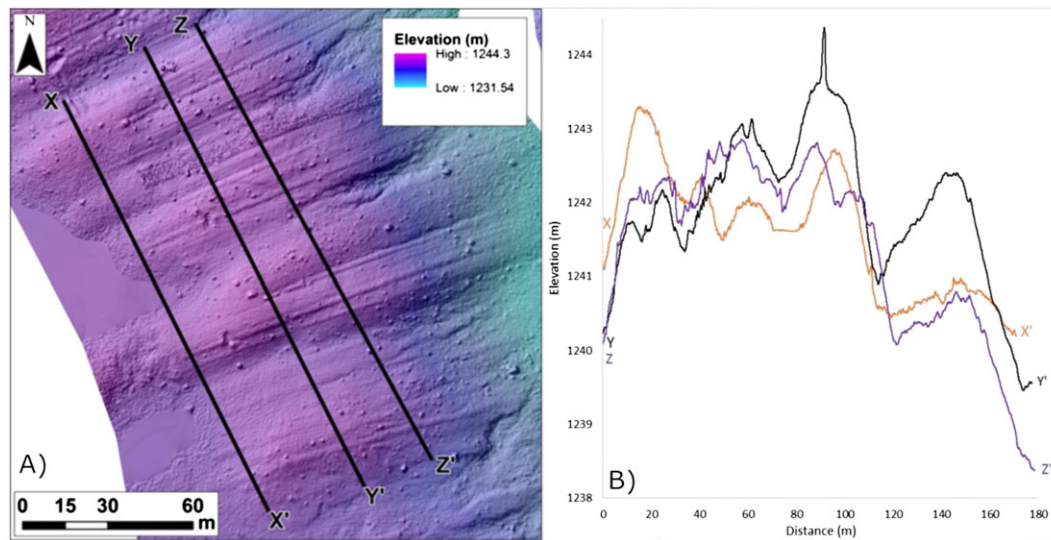 N
Z
Y
X
Elevation (m)
High : 1244.3
Low : 1231.54
Z'
Y'
X'
A)
0 15 30 60
m
1244
1243
1242
1241
1240
1239
1238
Elevation (m)
X
Y
Z
X'
Y'
Z'
B)
0 20 40 60 80 100 120 140 160 180
Distance (m)